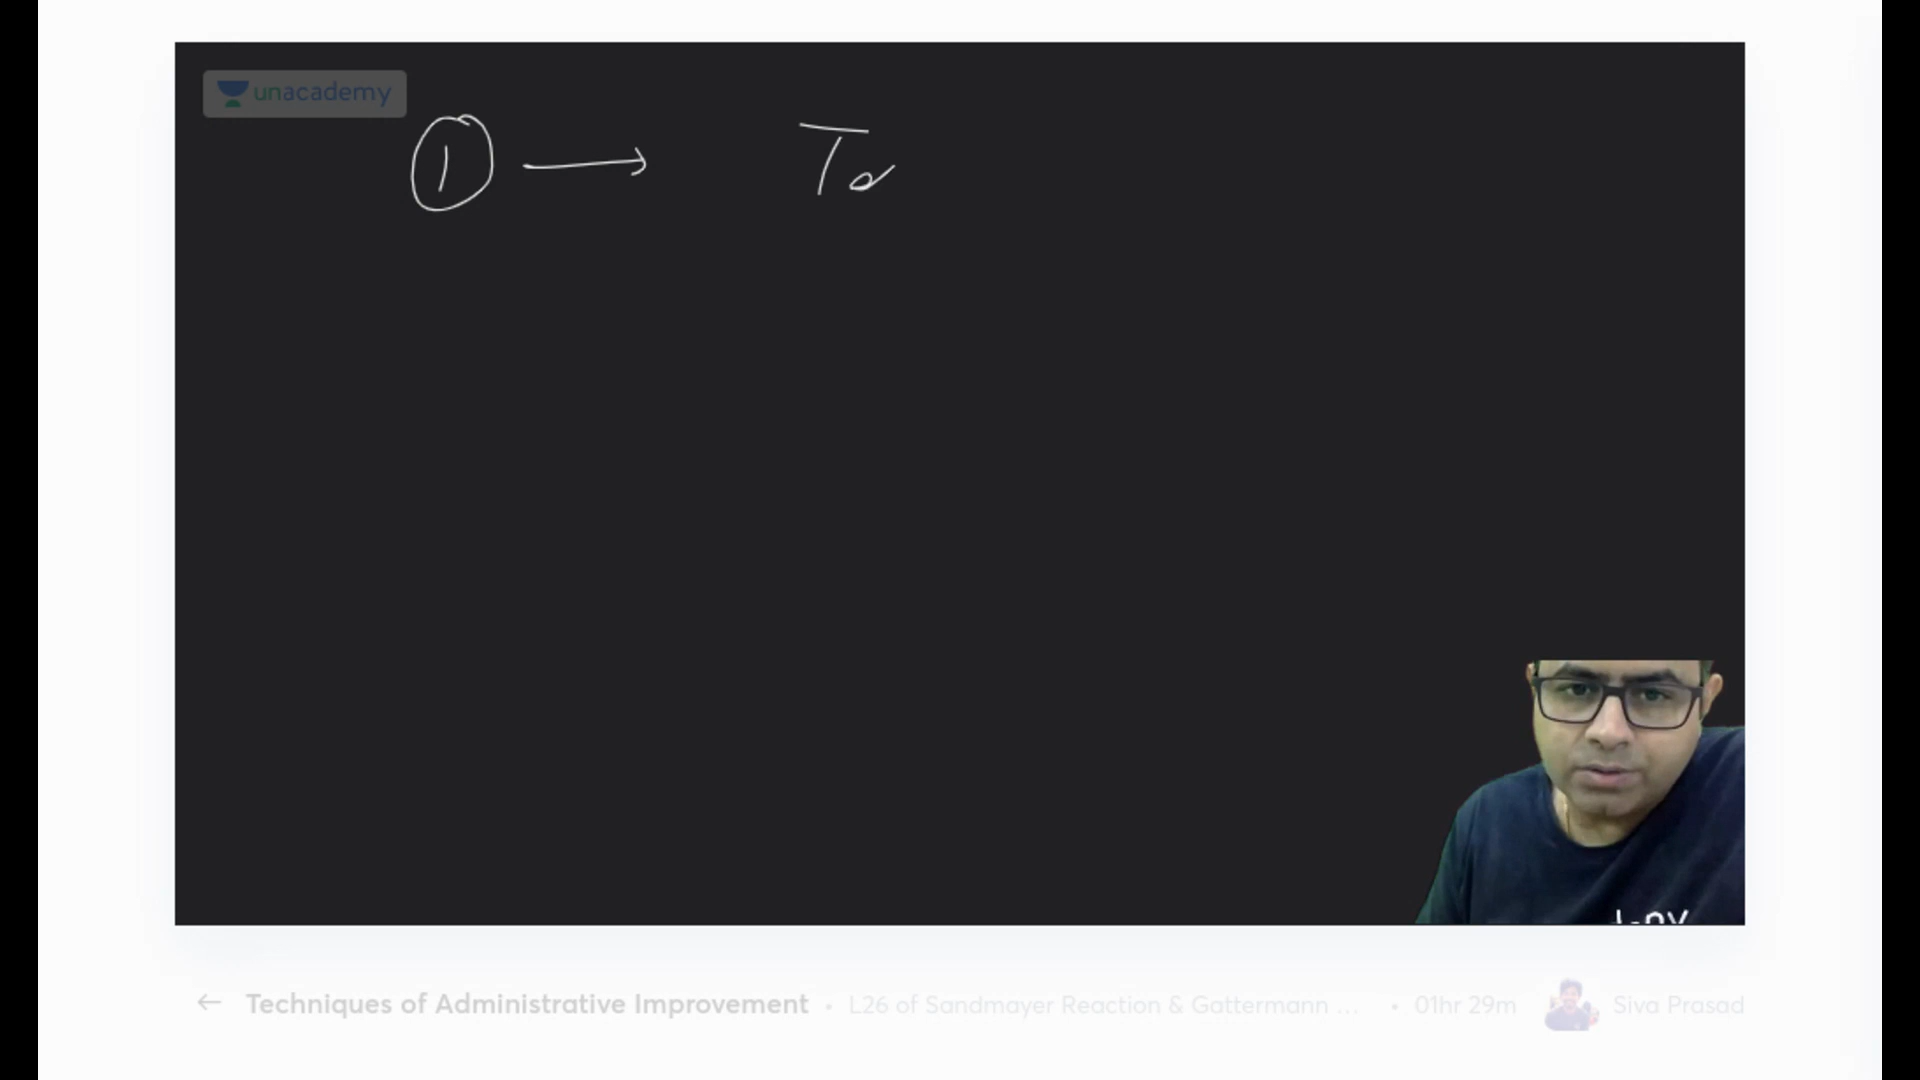 unacademy
① → To
← Techniques of Administrative Improvement • L26 of Sandmayer Reaction & Gattermann ... • 01hr 29m Siva Prasad